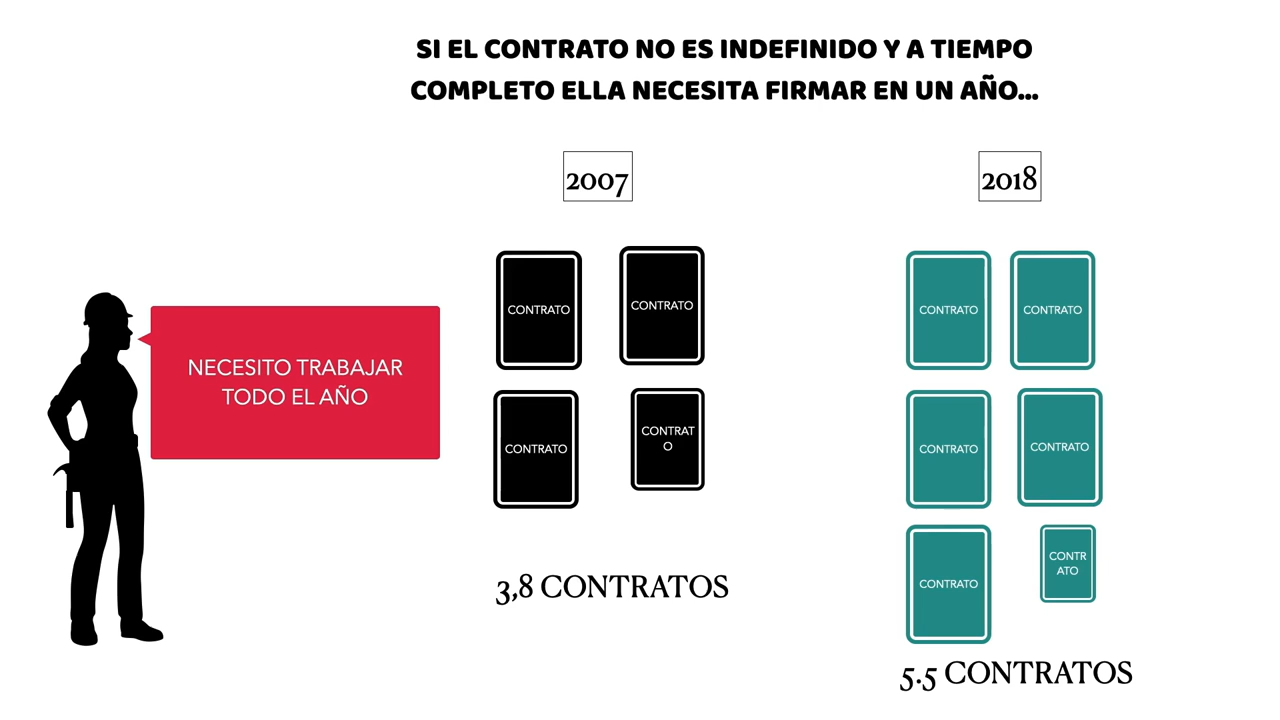 SI EL CONTRATO NO ES INDEFINIDO Y A TIEMPO
COMPLETO ELLA NECESITA FIRMAR EN UN AÑO...
2007
2018
NECESITO TRABAJAR
TODO EL AÑO
CONTRATO
CONTRATO
CONTRATO
CONTRAT
O
3,8 CONTRATOS
CONTRATO
CONTRATO
CONTRATO
CONTRATO
CONTRATO
CONTR
ATO
5.5 CONTRATOS